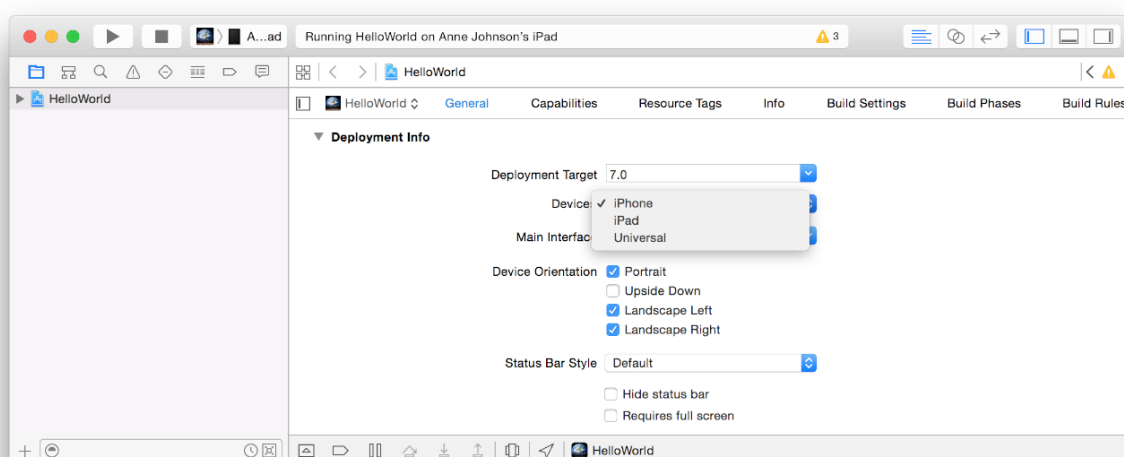 A...ad Running HelloWorld on Anne Johnson's iPad 3
HelloWorld
HelloWorld
HelloWorld General Capabilities Resource Tags Info Build Settings Build Phases Build Rules
Deployment Info
Deployment Target 7.0
Devices iPhone
iPad
Main Interface Universal
Device Orientation Portrait
Upside Down
Landscape Left
Landscape Right
Status Bar Style Default
Hide status bar
Requires full screen
HelloWorld